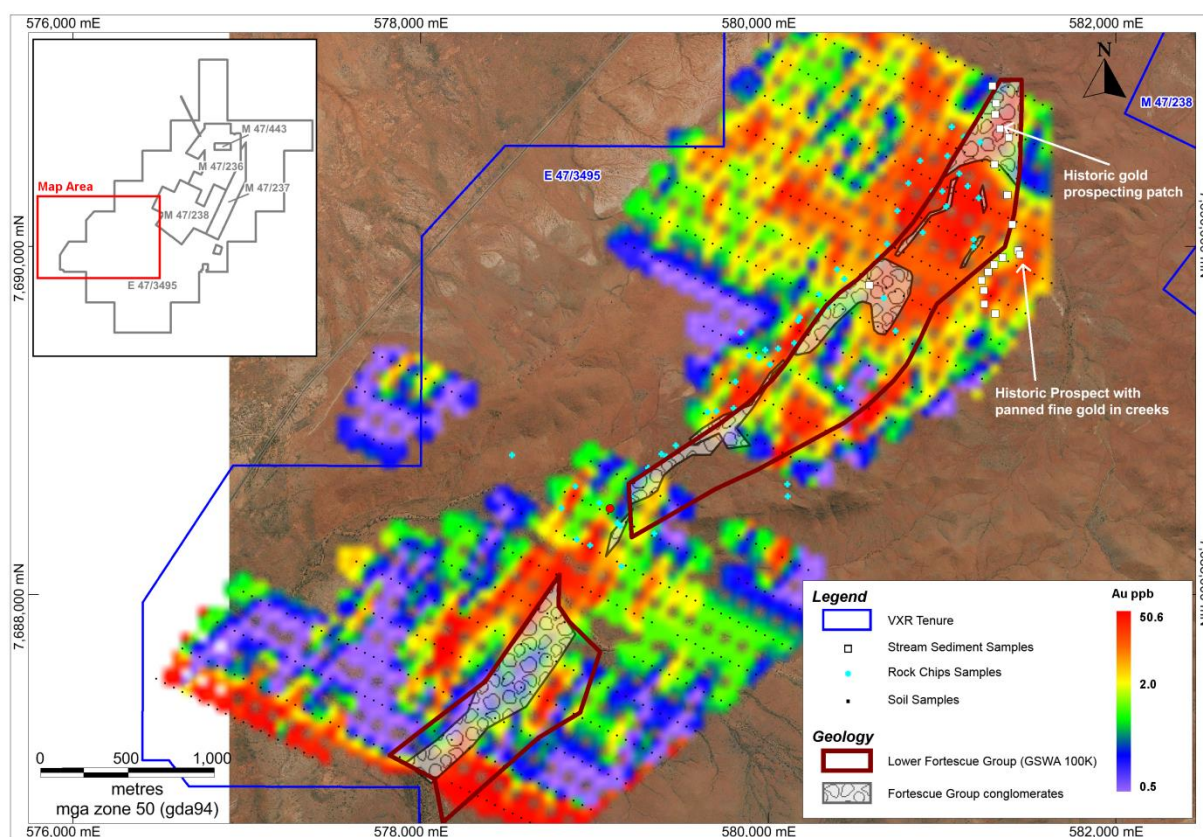 576,000 mE
578,000 mE
580,000 mE
582,000 mE
N
M 47/238
M 47/443
M 47/236
M 47/237
M 47/238
Map Area
E 47/3495
E 47/3495
Historic gold
prospecting patch
7,690,000 mN
Historic Prospect with
panned fine gold in creeks
7,688,000 mN
Legend
VXR Tenure
Stream Sediment Samples
Rock Chips Samples
Soil Samples
Geology
Lower Fortescue Group (GSWA 100K)
Fortescue Group conglomerates
Au ppb
50.6
2.0
0.5
0
500
1,000
metres
mga zone 50 (gda94)
576,000 mE
578,000 mE
580,000 mE
582,000 mE